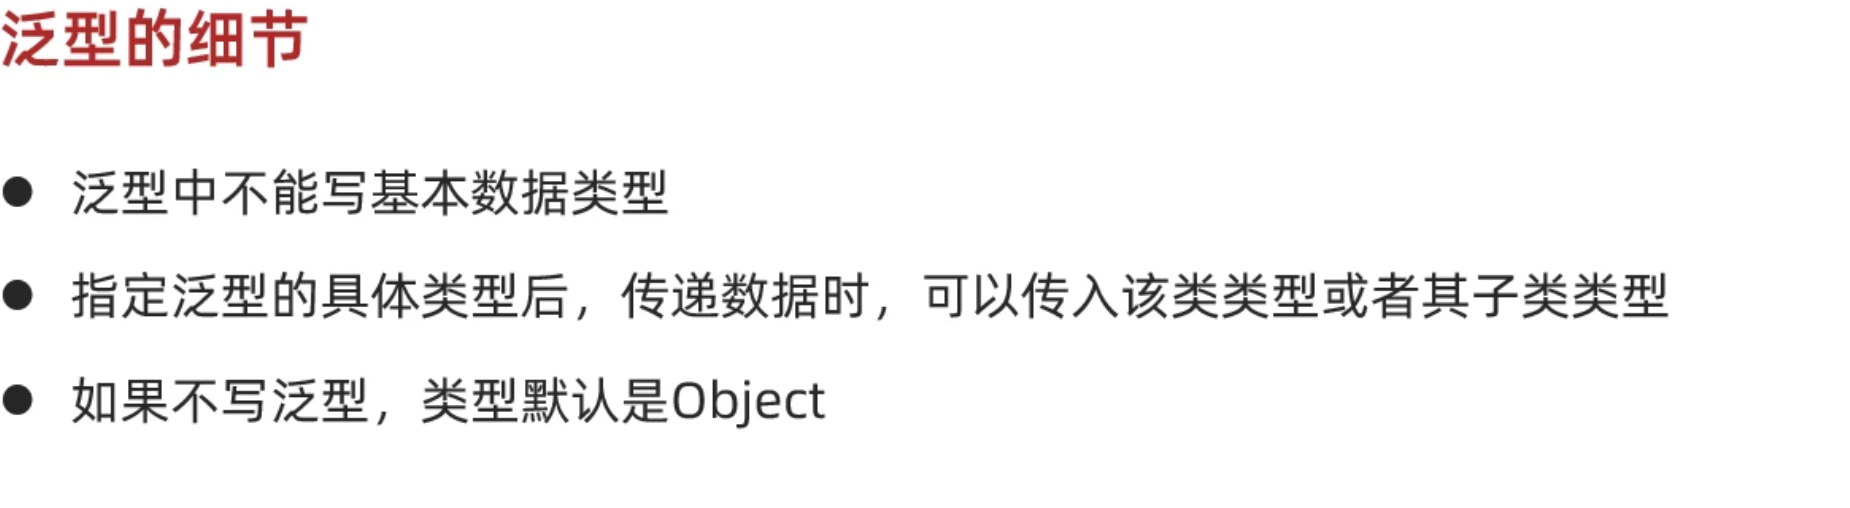 泛型的细节
● 泛型中不能写基本数据类型
● 指定泛型的具体类型后，传递数据时，可以传入该类类型或者其子类类型
● 如果不写泛型，类型默认是Object